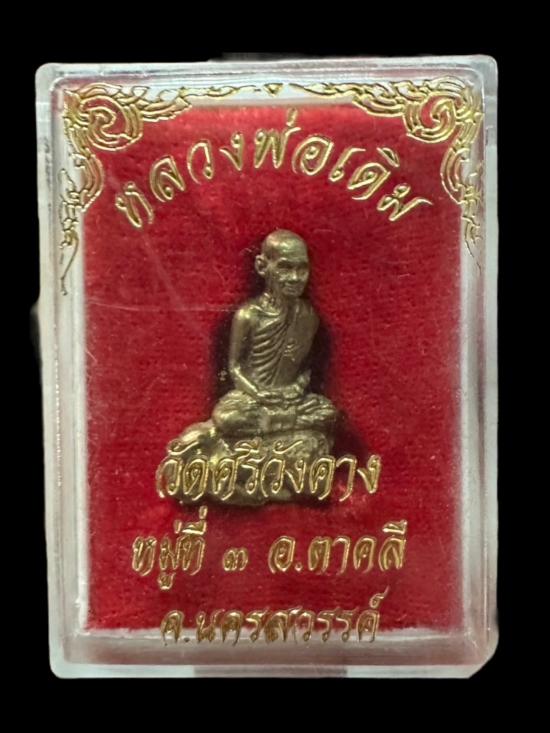 หลวงพ่อเดิม
วัดศรีวังคาง
หมู่ที่ ๓ อ.ตาคลี
จ.นครสวรรค์